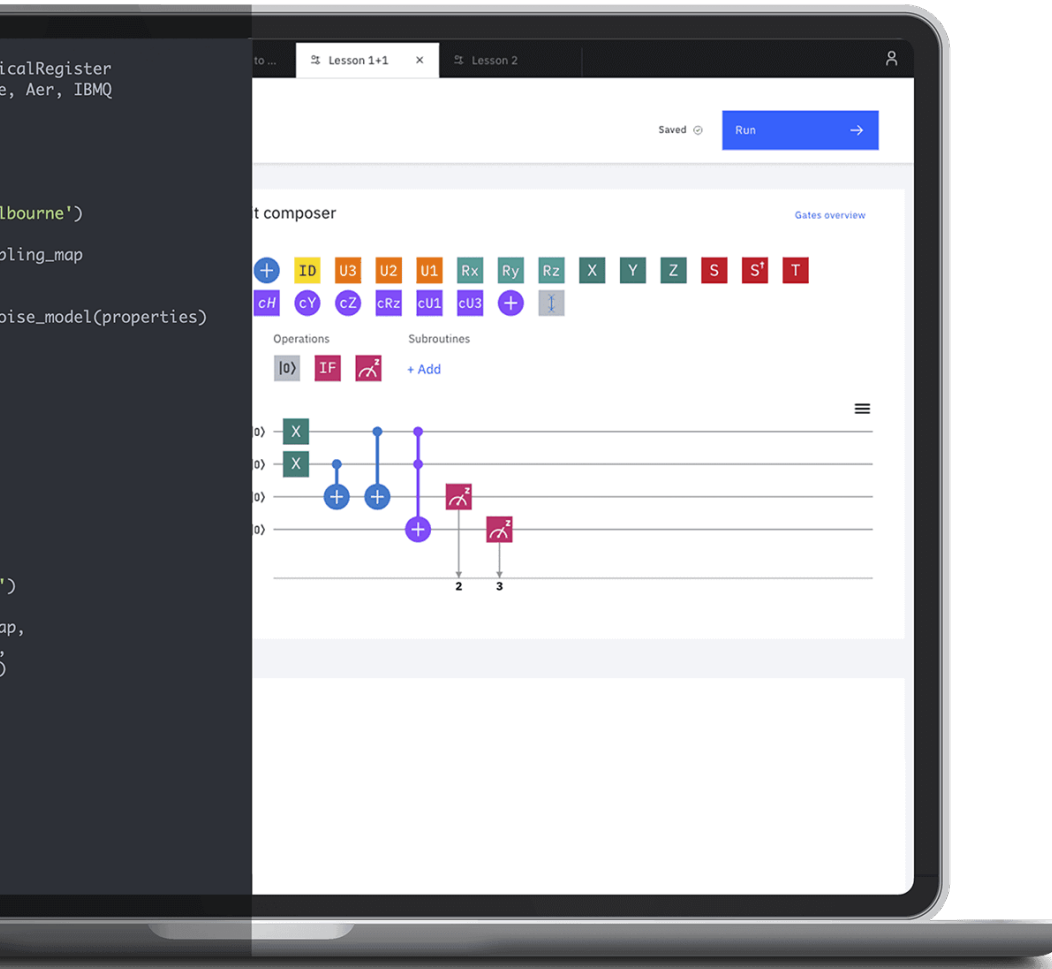 icalRegister
e, Aer, IBMQ
lbourne')
pling_map
oise_model(properties)
')
ap,
,
)
to ...
Lesson 1+1 ×
Lesson 2
Saved
Run →
t composer
Gates overview
+ ID U3 U2 U1 Rx Ry Rz X Y Z S S† T
cH cY cZ cRz cU1 cU3 +
Operations
Subroutines
|0⟩ IF z
+ Add
|0⟩ X
|0⟩ X
|0⟩ + + z
|0⟩ + z
2 3